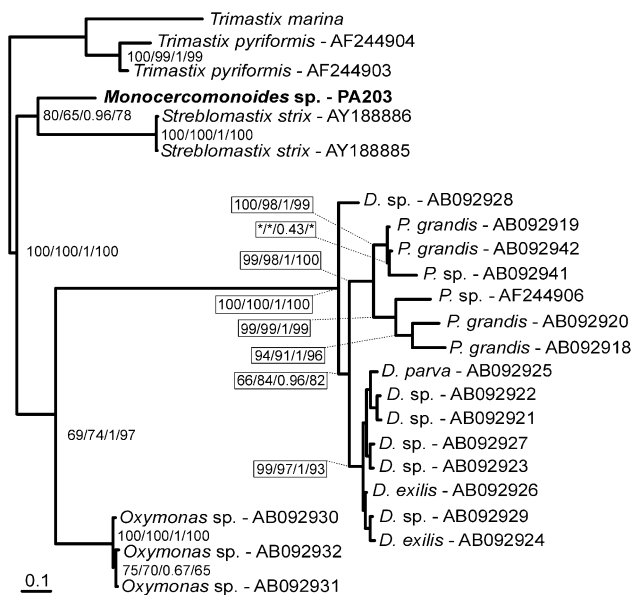 Trimastix marina
Trimastix pyriformis - AF244904
100/99/1/99
Trimastix pyriformis - AF244903
Monocercomonoides sp. - PA203
80/65/0.96/78
Streblomastix strix - AY188886
100/100/1/100
Streblomastix strix - AY188885
100/98/1/99
D. sp. - AB092928
*/*/0.43/*
P. grandis - AB092919
P. grandis - AB092942
100/100/1/100
99/98/1/100
P. sp. - AB092941
100/100/1/100
P. sp. - AF244906
99/99/1/99
P. grandis - AB092920
94/91/1/96
P. grandis - AB092918
66/84/0.96/82
D. parva - AB092925
D. sp. - AB092922
D. sp. - AB092921
69/74/1/97
D. sp. - AB092927
99/97/1/93
D. sp. - AB092923
D. exilis - AB092926
Oxymonas sp. - AB092930
D. sp. - AB092929
100/100/1/100
D. exilis - AB092924
Oxymonas sp. - AB092932
75/70/0.67/65
Oxymonas sp. - AB092931
0.1